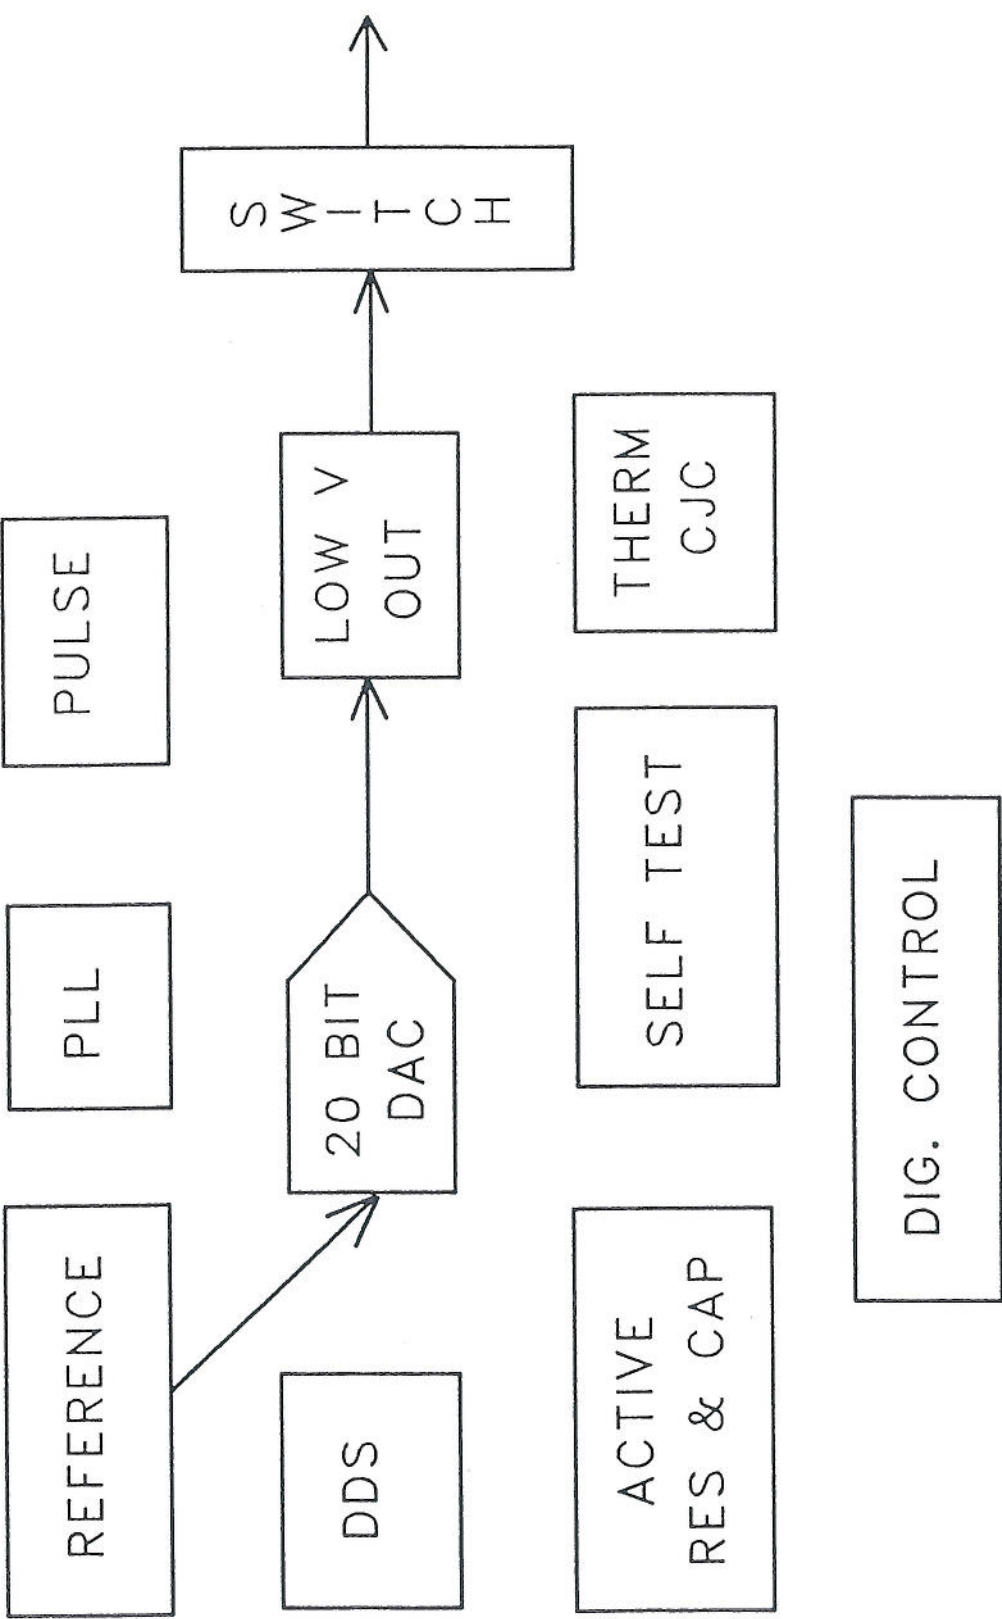 REFERENCE
PLL
PULSE
DDS
20 BIT
DAC
LOW V
OUT
SWITCH
ACTIVE
RES & CAP
SELF TEST
THERM
CJC
DIG. CONTROL